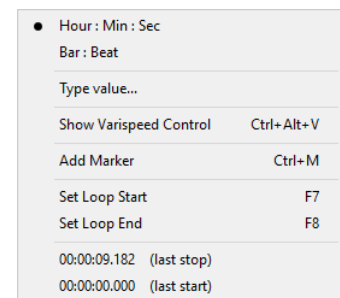 Hour : Min : Sec
Bar : Beat
Type value...
Show Varispeed Control Ctrl+Alt+V
Add Marker Ctrl+M
Set Loop Start F7
Set Loop End F8
00:00:09.182 (last stop)
00:00:00.000 (last start)